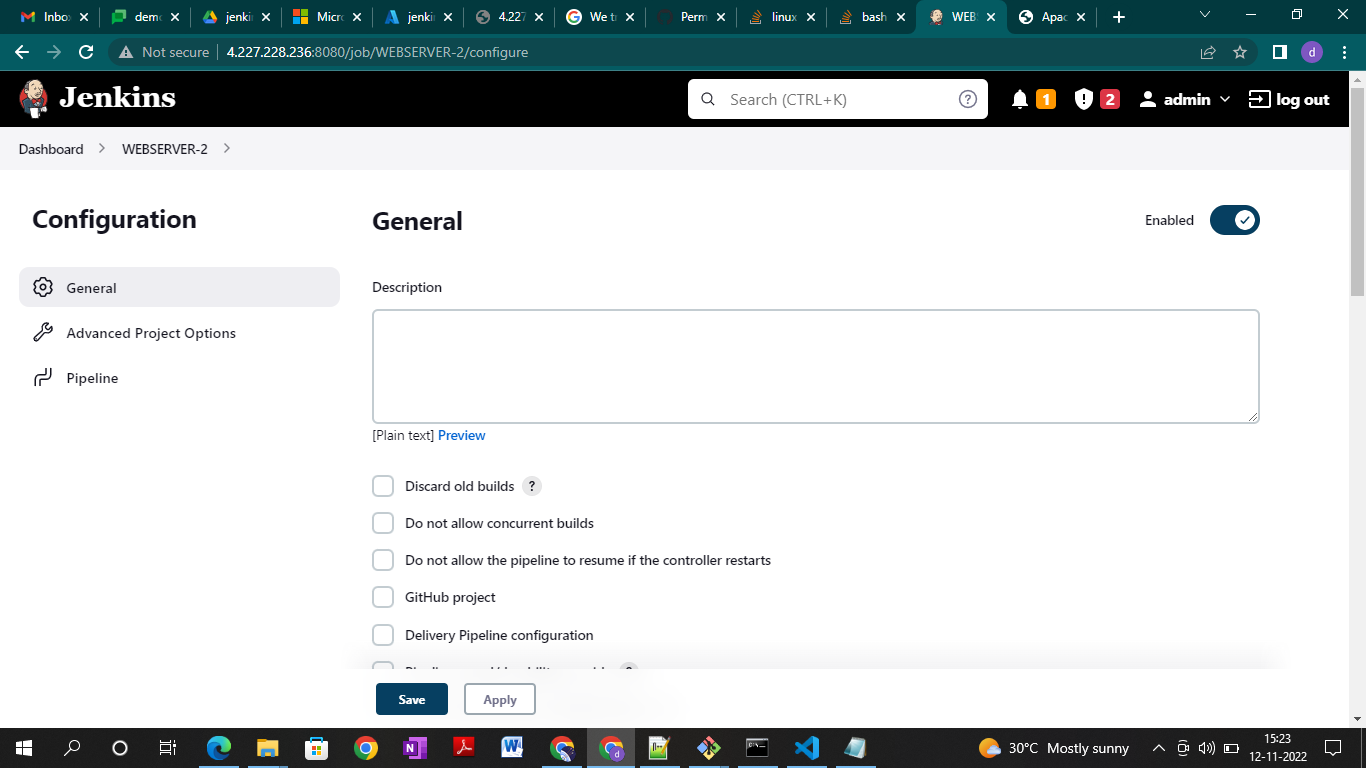 Inbo
demo
jenki
Micro
jenki
4.227
We tr
Perm
linux
bash
WEBS
Apac
Not secure
4.227.228.236:8080/job/WEBSERVER-2/configure
d
Jenkins
Search (CTRL+K)
?
1
2
admin
log out
Dashboard
WEBSERVER-2
Configuration
General
Enabled
General
Advanced Project Options
Pipeline
Description
[Plain text] Preview
Discard old builds ?
Do not allow concurrent builds
Do not allow the pipeline to resume if the controller restarts
GitHub project
Delivery Pipeline configuration
Save
Apply
30°C Mostly sunny
15:23
12-11-2022